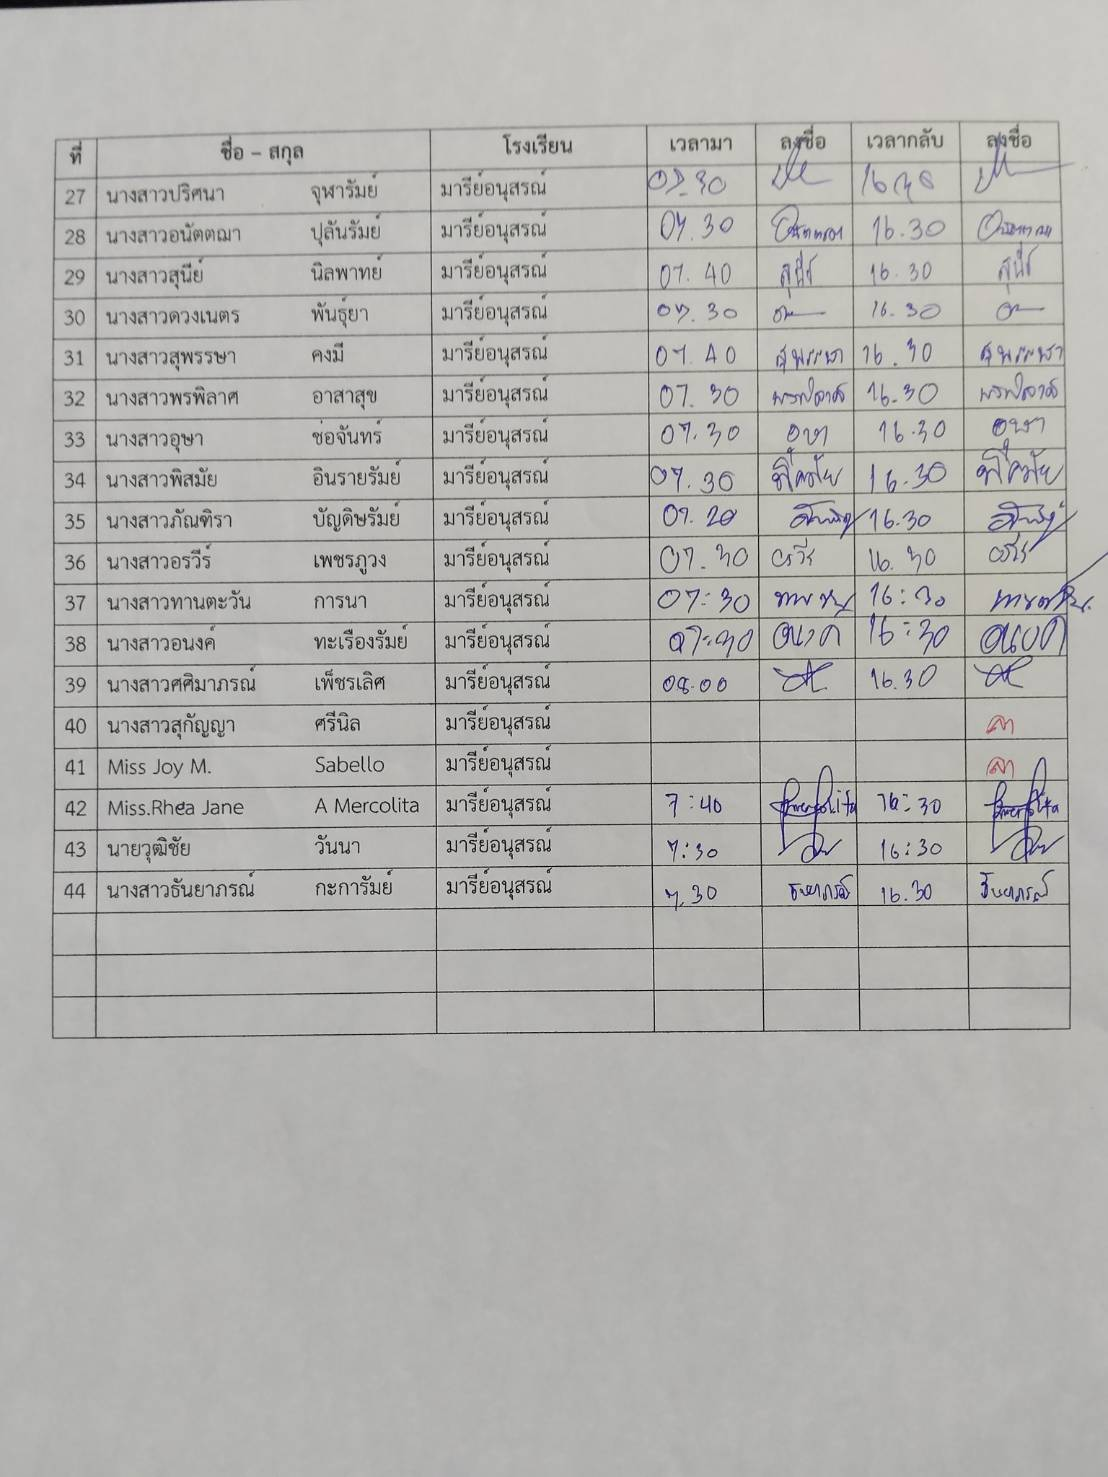 ที่ ชื่อ – สกุล โรงเรียน เวลามา ลงชื่อ เวลากลับ ลงชื่อ
27 นางสาวปริศนา จุฬารัมย์ มารีย์อนุสรณ์ 07.30
28 นางสาวอนัตตฌา ปุลันรัมย์ มารีย์อนุสรณ์ 07.30 16.30
29 นางสาวสุนีย์ นิลพาทย์ มารีย์อนุสรณ์ 07.40 สุนีย์ 16.30 สุนีย์
30 นางสาวดวงเนตร พันธุ์ยา มารีย์อนุสรณ์ 07.30 16.30
31 นางสาวสุพรรษา คงมี มารีย์อนุสรณ์ 07.40 สุพรรษา 16.30 สุพรรษา
32 นางสาวพรพิลาศ อาสาสุข มารีย์อนุสรณ์ 07.30 พรพิลาศ 16.30 พรพิลาศ
33 นางสาวอุษา ช่อจันทร์ มารีย์อนุสรณ์ 07.30 อุษา 16.30 อุษา
34 นางสาวพิสมัย อินรายรัมย์ มารีย์อนุสรณ์ 07.30 พิสมัย 16.30 พิสมัย
35 นางสาวภัณฑิรา บัญดิษรัมย์ มารีย์อนุสรณ์ 07.20 16.30
36 นางสาวอรวีร์ เพชรภูวง มารีย์อนุสรณ์ 07.30 16.30
37 นางสาวทานตะวัน การนา มารีย์อนุสรณ์ 07:30 16:30
38 นางสาวอนงค์ ทะเรืองรัมย์ มารีย์อนุสรณ์ 07:30 อนงค์ 16:30 อนงค์
39 นางสาวศศิมาภรณ์ เพ็ชรเลิศ มารีย์อนุสรณ์ 08.00 16.30
40 นางสาวสุกัญญา ศรีนิล มารีย์อนุสรณ์ ลา
41 Miss Joy M. Sabello มารีย์อนุสรณ์ ลา
42 Miss.Rhea Jane A Mercolita มารีย์อนุสรณ์ 7:40 16:30
43 นายวุฒิชัย วันนา มารีย์อนุสรณ์ 7:30 16:30
44 นางสาวธันยาภรณ์ กะการัมย์ มารีย์อนุสรณ์ 7.30 ธันยาภรณ์ 16.30 ธันยาภรณ์